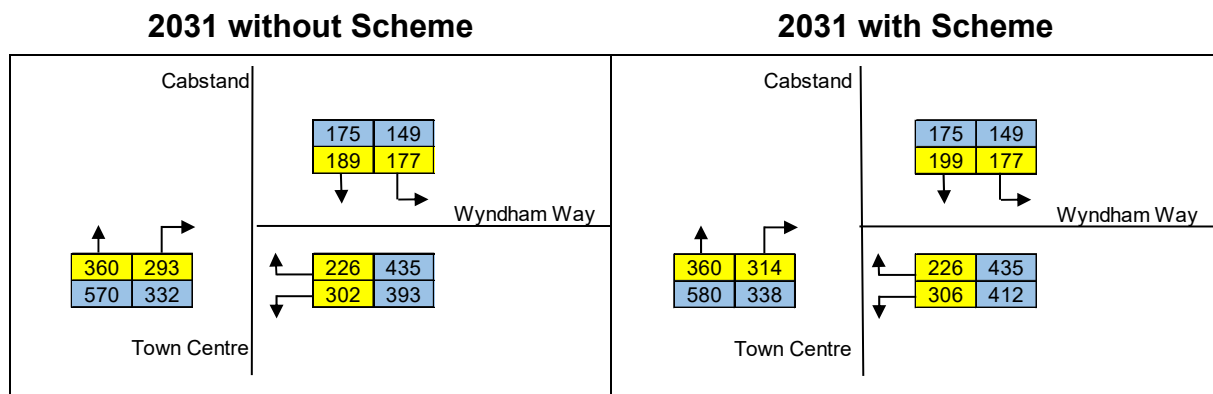 2031 without Scheme
2031 with Scheme
Cabstand
175 149
189 177
Wyndham Way
360 293
570 332
226 435
302 393
Town Centre
Cabstand
175 149
199 177
Wyndham Way
360 314
580 338
226 435
306 412
Town Centre